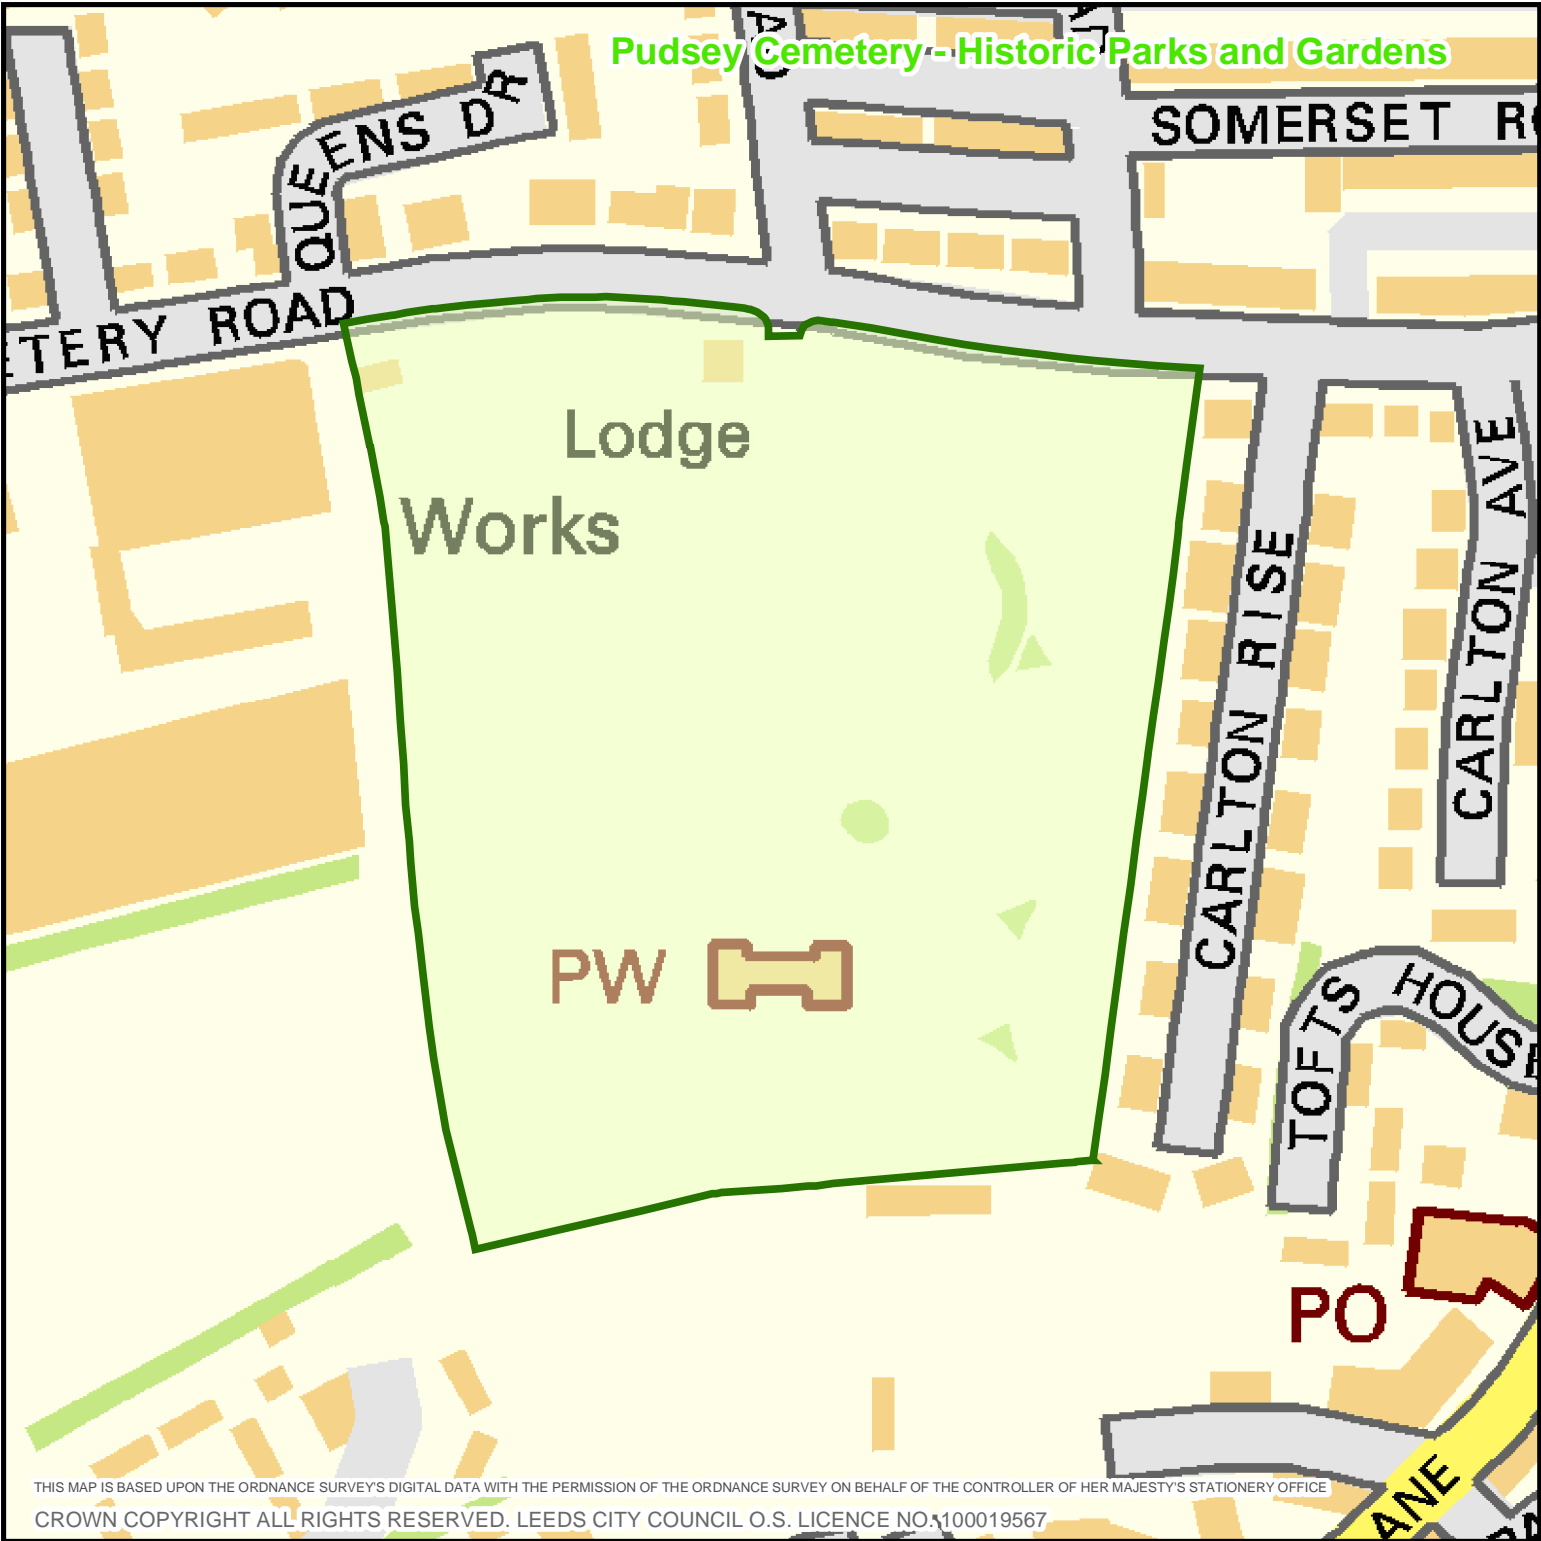 Pudsey Cemetery - Historic Parks and Gardens
QUEENS DR
SOMERSET
ETERY ROAD
Lodge
Works
CARLTON RISE
CARLTON AVE
PW
TOFTS HOUSE
PO
ANE
THIS MAP IS BASED UPON THE ORDNANCE SURVEY'S DIGITAL DATA WITH THE PERMISSION OF THE ORDNANCE SURVEY ON BEHALF OF THE CONTROLLER OF HER MAJESTY'S STATIONERY OFFICE
CROWN COPYRIGHT ALL RIGHTS RESERVED. LEEDS CITY COUNCIL O.S. LICENCE NO. 100019567